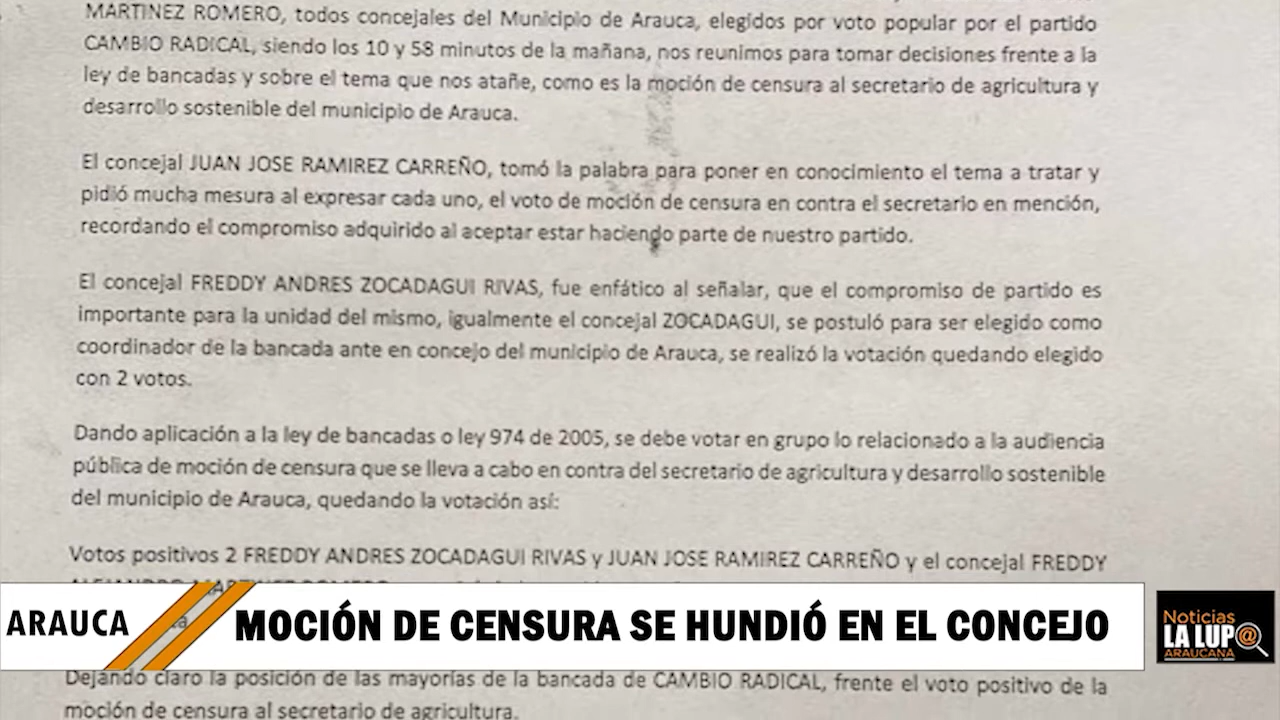 MARTINEZ ROMERO, todos concejales del Municipio de Arauca, elegidos por voto popular por el partido
CAMBIO RADICAL, siendo los 10 y 58 minutos de la mañana, nos reunimos para tomar decisiones frente a la
ley de bancadas y sobre el tema que nos atañe, como es la moción de censura al secretario de agricultura y
desarrollo sostenible del municipio de Arauca.
El concejal JUAN JOSE RAMIREZ CARREÑO, tomó la palabra para poner en conocimiento el tema a tratar y
pidió mucha mesura al expresar cada uno, el voto de moción de censura en contra el secretario en mención,
recordando el compromiso adquirido al aceptar estar haciendo parte de nuestro partido.
El concejal FREDDY ANDRES ZOCADAGUI RIVAS, fue enfático al señalar, que el compromiso de partido es
importante para la unidad del mismo, igualmente el concejal ZOCADAGUI, se postuló para ser elegido como
coordinador de la bancada ante en concejo del municipio de Arauca, se realizó la votación quedando elegido
con 2 votos.
Dando aplicación a la ley de bancadas o ley 974 de 2005, se debe votar en grupo lo relacionado a la audiencia
pública de moción de censura que se lleva a cabo en contra del secretario de agricultura y desarrollo sostenible
del municipio de Arauca, quedando la votación así:
Votos positivos 2 FREDDY ANDRES ZOCADAGUI RIVAS y JUAN JOSE RAMIREZ CARREÑO y el concejal FREDDY
ARAUCA
MOCIÓN DE CENSURA SE HUNDIÓ EN EL CONCEJO
Noticias
LA LUP@
ARAUCANA
Dejando claro la posición de las mayorías de la bancada de CAMBIO RADICAL, frente el voto positivo de la
moción de censura al secretario de agricultura.